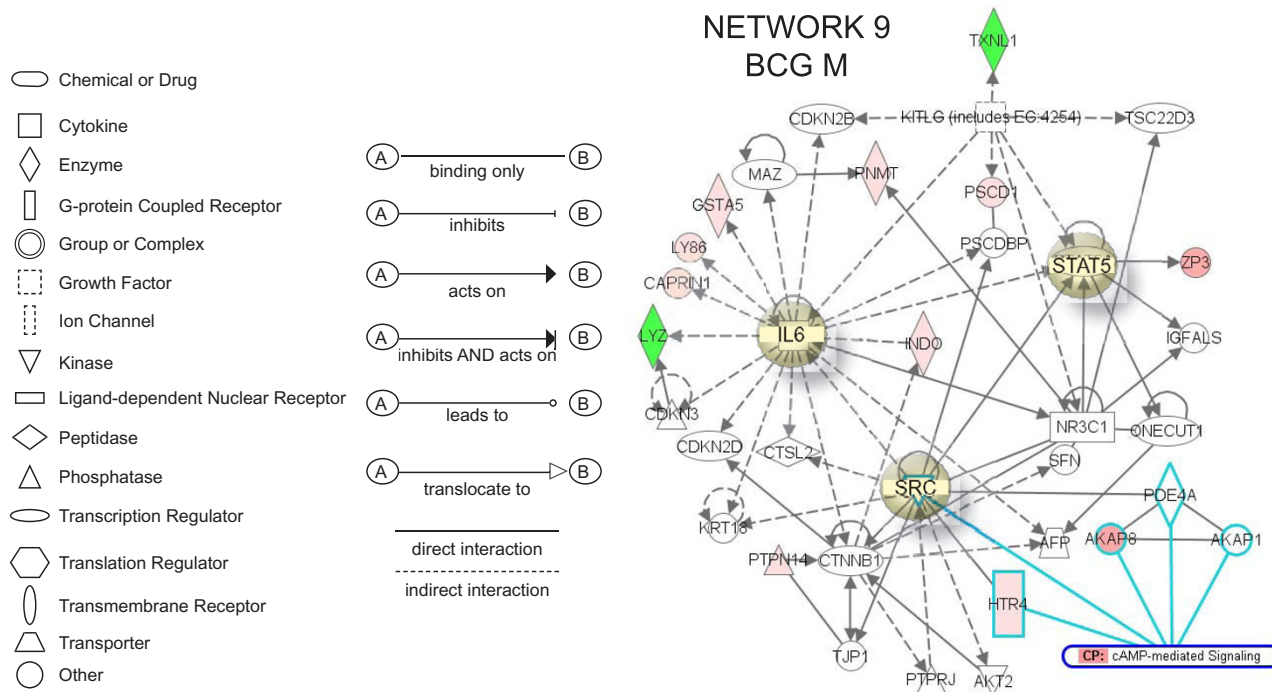 NETWORK 9
BCG M
Chemical or Drug
Cytokine
Enzyme
G-protein Coupled Receptor
Group or Complex
Growth Factor
Ion Channel
Kinase
Ligand-dependent Nuclear Receptor
Peptidase
Phosphatase
Transcription Regulator
Translation Regulator
Transmembrane Receptor
Transporter
Other
A B
binding only
A B
inhibits
A B
acts on
A B
inhibits AND acts on
A B
leads to
A B
translocate to
direct interaction
indirect interaction
TXNL1
CDKN2B
KITLG (includes EG:4254)
TSC22D3
MAZ
PNMT
PSCD1
GSTA5
LY86
PSCDBP
STAT5
ZP3
CAPRIN1
LYZ
IL6
INDO
IGFALS
CDKN3
NR3C1
ONECUT1
CDKN2D
CTSL2
SFN
SRC
PDE4A
KRT18
AFP
AKAP8
AKAP1
PTPN14
CTNNB1
HTR4
TJP1
CP: cAMP-mediated Signaling
PTPRJ
AKT2